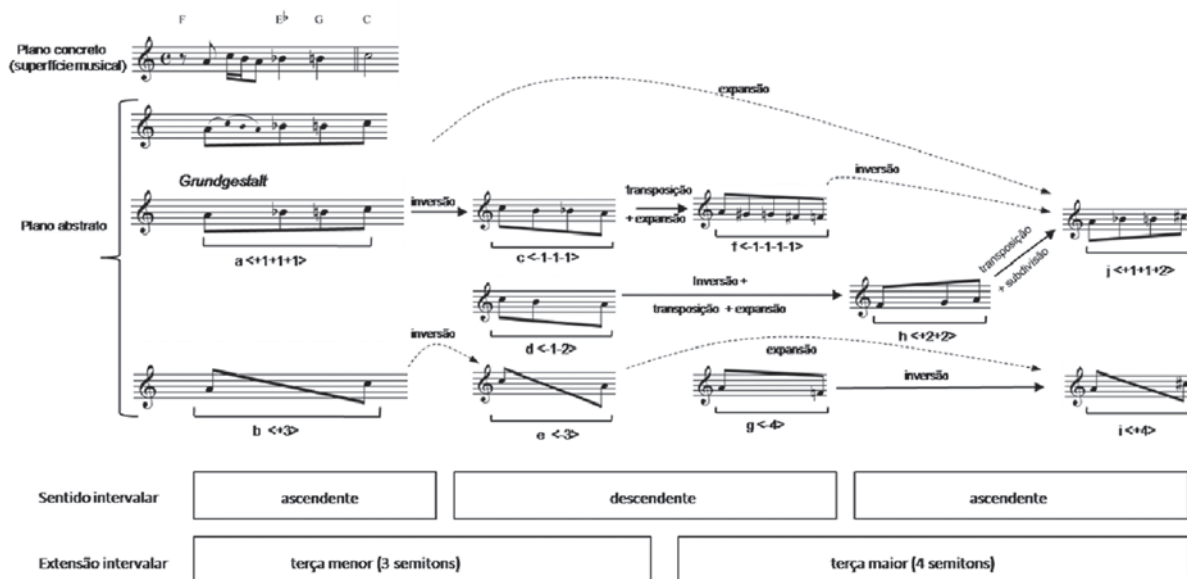 F E♭ G C
Plano concreto
(superfície musical)
expansão
Grundgestalt
Plano abstrato
inversão
transposição
+ expansão
inversão
a <+1+1+1>
c <-1-1-1>
f <-1-1-1-1>
transposição
+ subdivisão
j <+1+1+2>
Inversão +
transposição + expansão
d <-1-2>
h <+2+2>
inversão
expansão
inversão
b <+3>
e <-3>
g <-4>
i <+4>
Sentido intervalar
ascendente
descendente
ascendente
Extensão intervalar
terça menor (3 semitons)
terça maior (4 semitons)